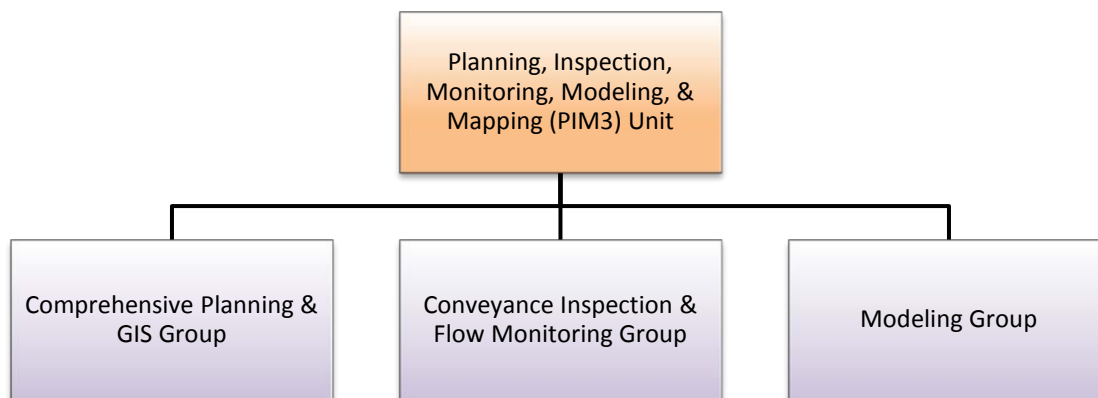 Planning, Inspection,
Monitoring, Modeling, &
Mapping (PIM3) Unit
Comprehensive Planning &
GIS Group
Conveyance Inspection &
Flow Monitoring Group
Modeling Group